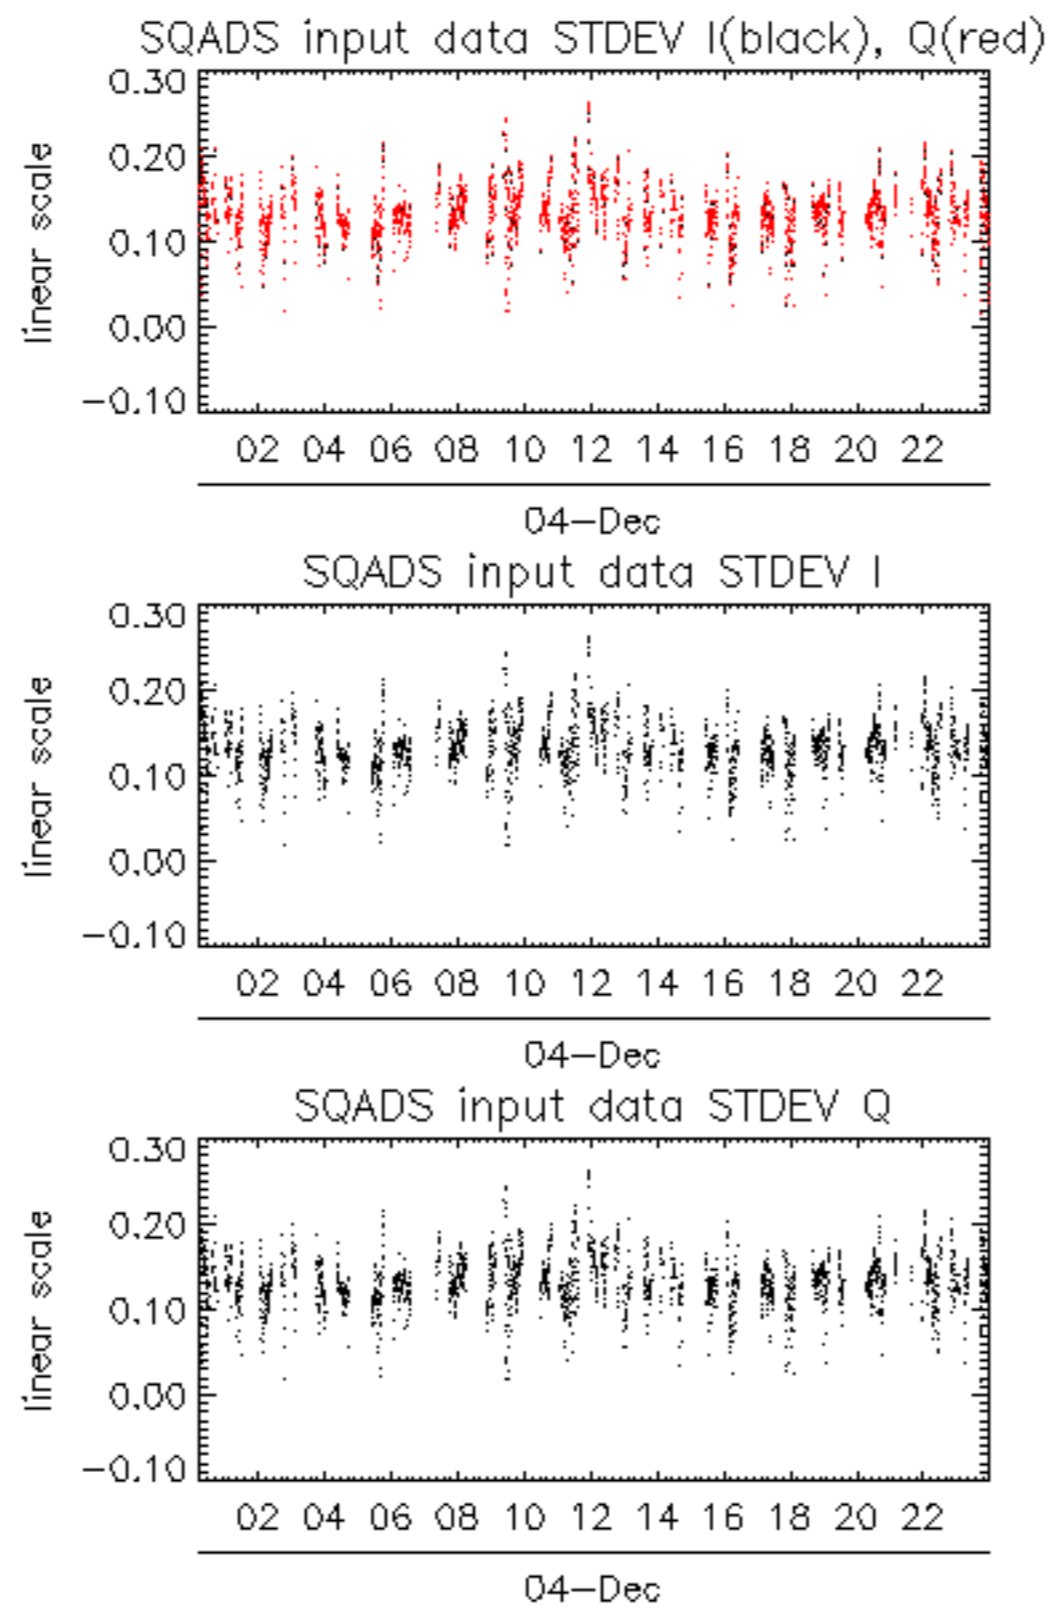 SQADS input data STDEV I(black), Q(red)
linear scale
0.30
0.20
0.10
0.00
−0.10
02 04 06 08 10 12 14 16 18 20 22
04−Dec
SQADS input data STDEV I
linear scale
0.30
0.20
0.10
0.00
−0.10
02 04 06 08 10 12 14 16 18 20 22
04−Dec
SQADS input data STDEV Q
linear scale
0.30
0.20
0.10
0.00
−0.10
02 04 06 08 10 12 14 16 18 20 22
04−Dec